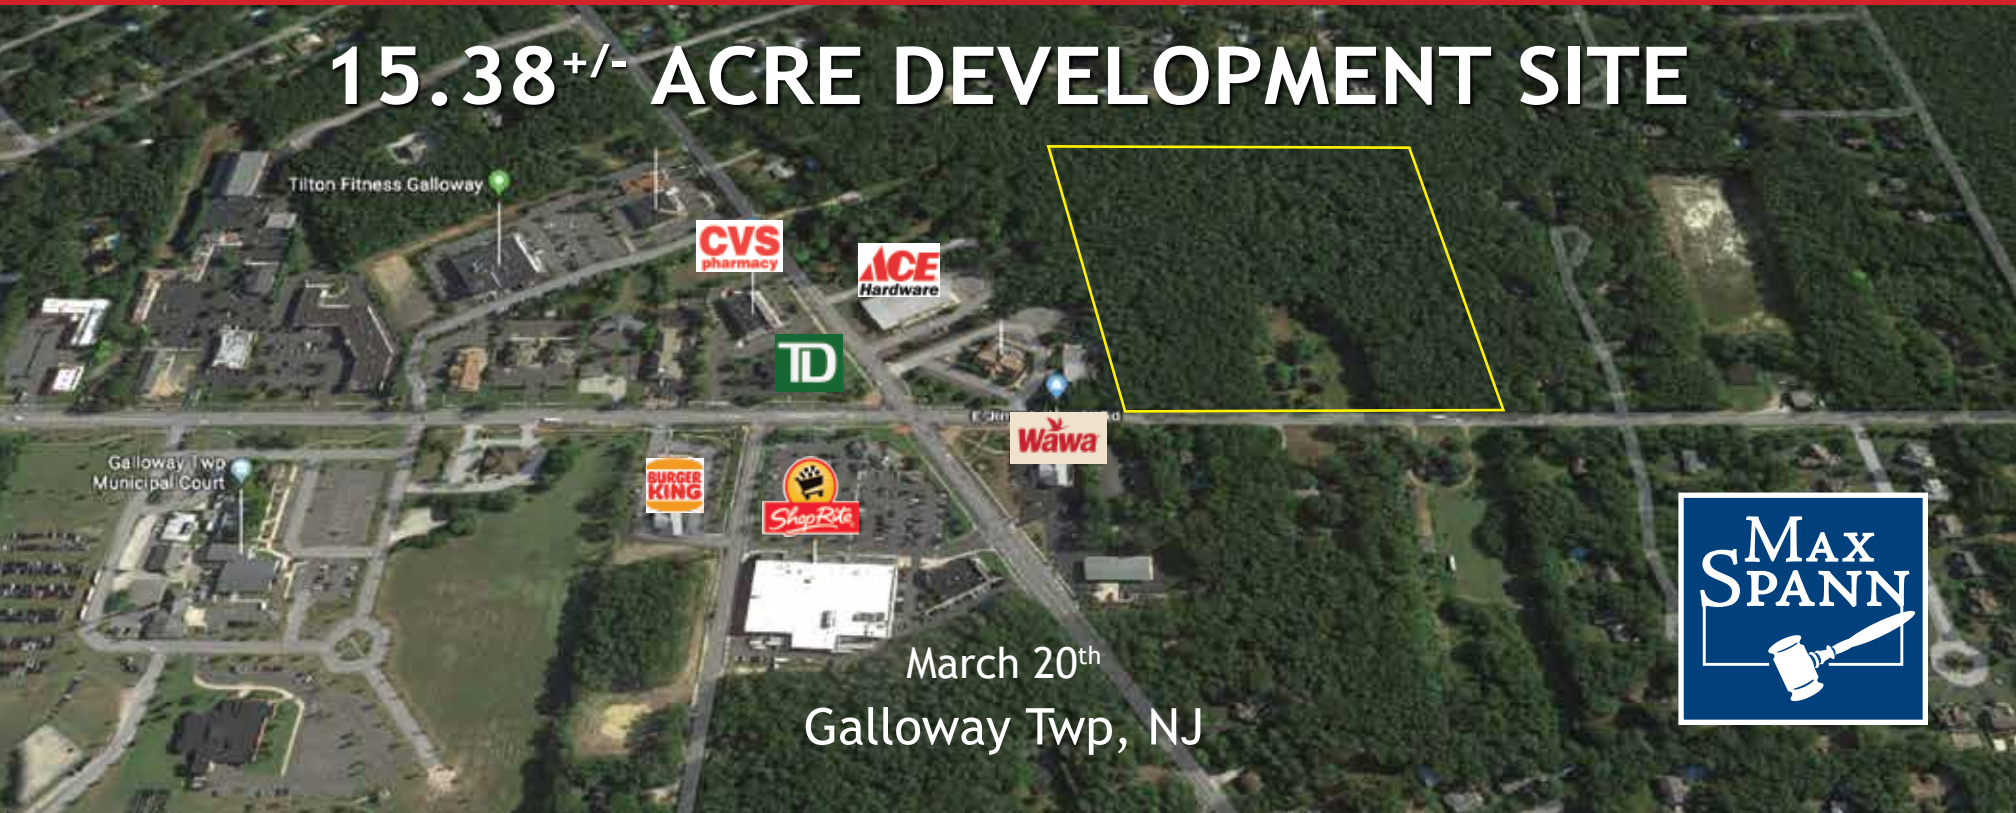 15.38+/- ACRE DEVELOPMENT SITE
Tilton Fitness Galloway
CVS
pharmacy
ACE
Hardware
TD
Wawa
Galloway Twp
Municipal Court
BURGER
KING
ShopRite
MAX
SPANN
March 20th
Galloway Twp, NJ